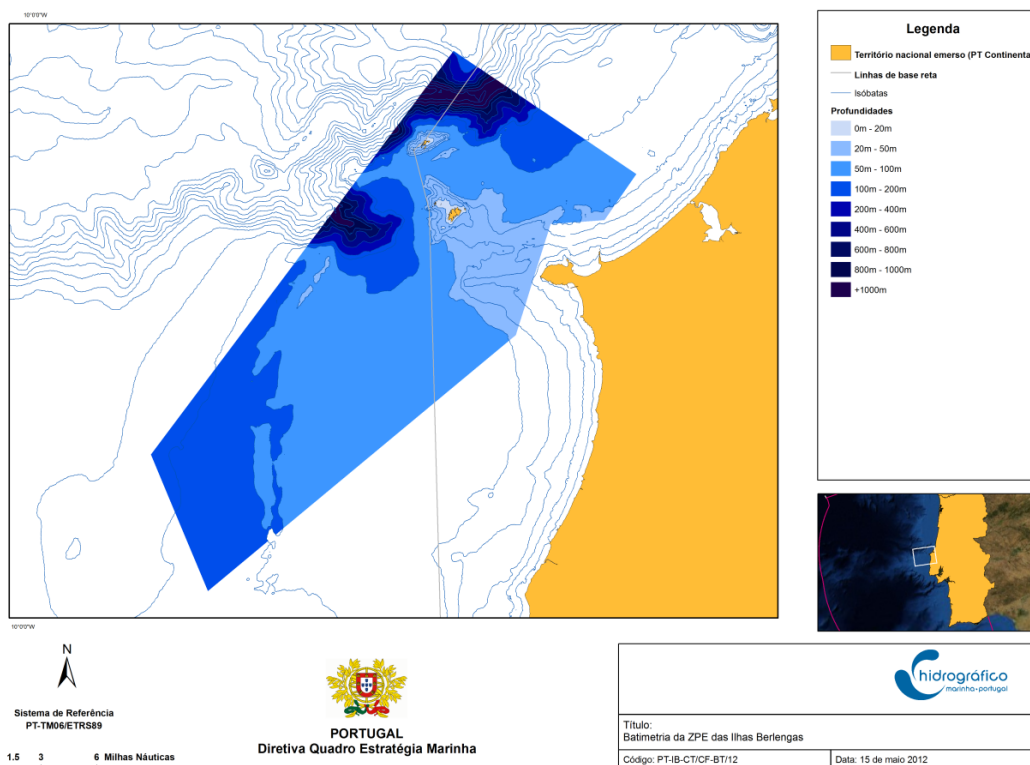 10°0'0"W
Legenda
Território nacional emerso (PT Continenta
Linhas de base reta
Isóbatas
Profundidades
0m - 20m
20m - 50m
50m - 100m
100m - 200m
200m - 400m
400m - 600m
600m - 800m
800m - 1000m
+1000m
10°0'0"W
N
Sistema de Referência
PT-TM06/ETRS89
1.5 3 6 Milhas Náuticas
PORTUGAL
Diretiva Quadro Estratégia Marinha
hidrográfico
marinha-portugal
Título:
Batimetria da ZPE das Ilhas Berlengas
Código: PT-IB-CT/CF-BT/12
Data: 15 de maio 2012